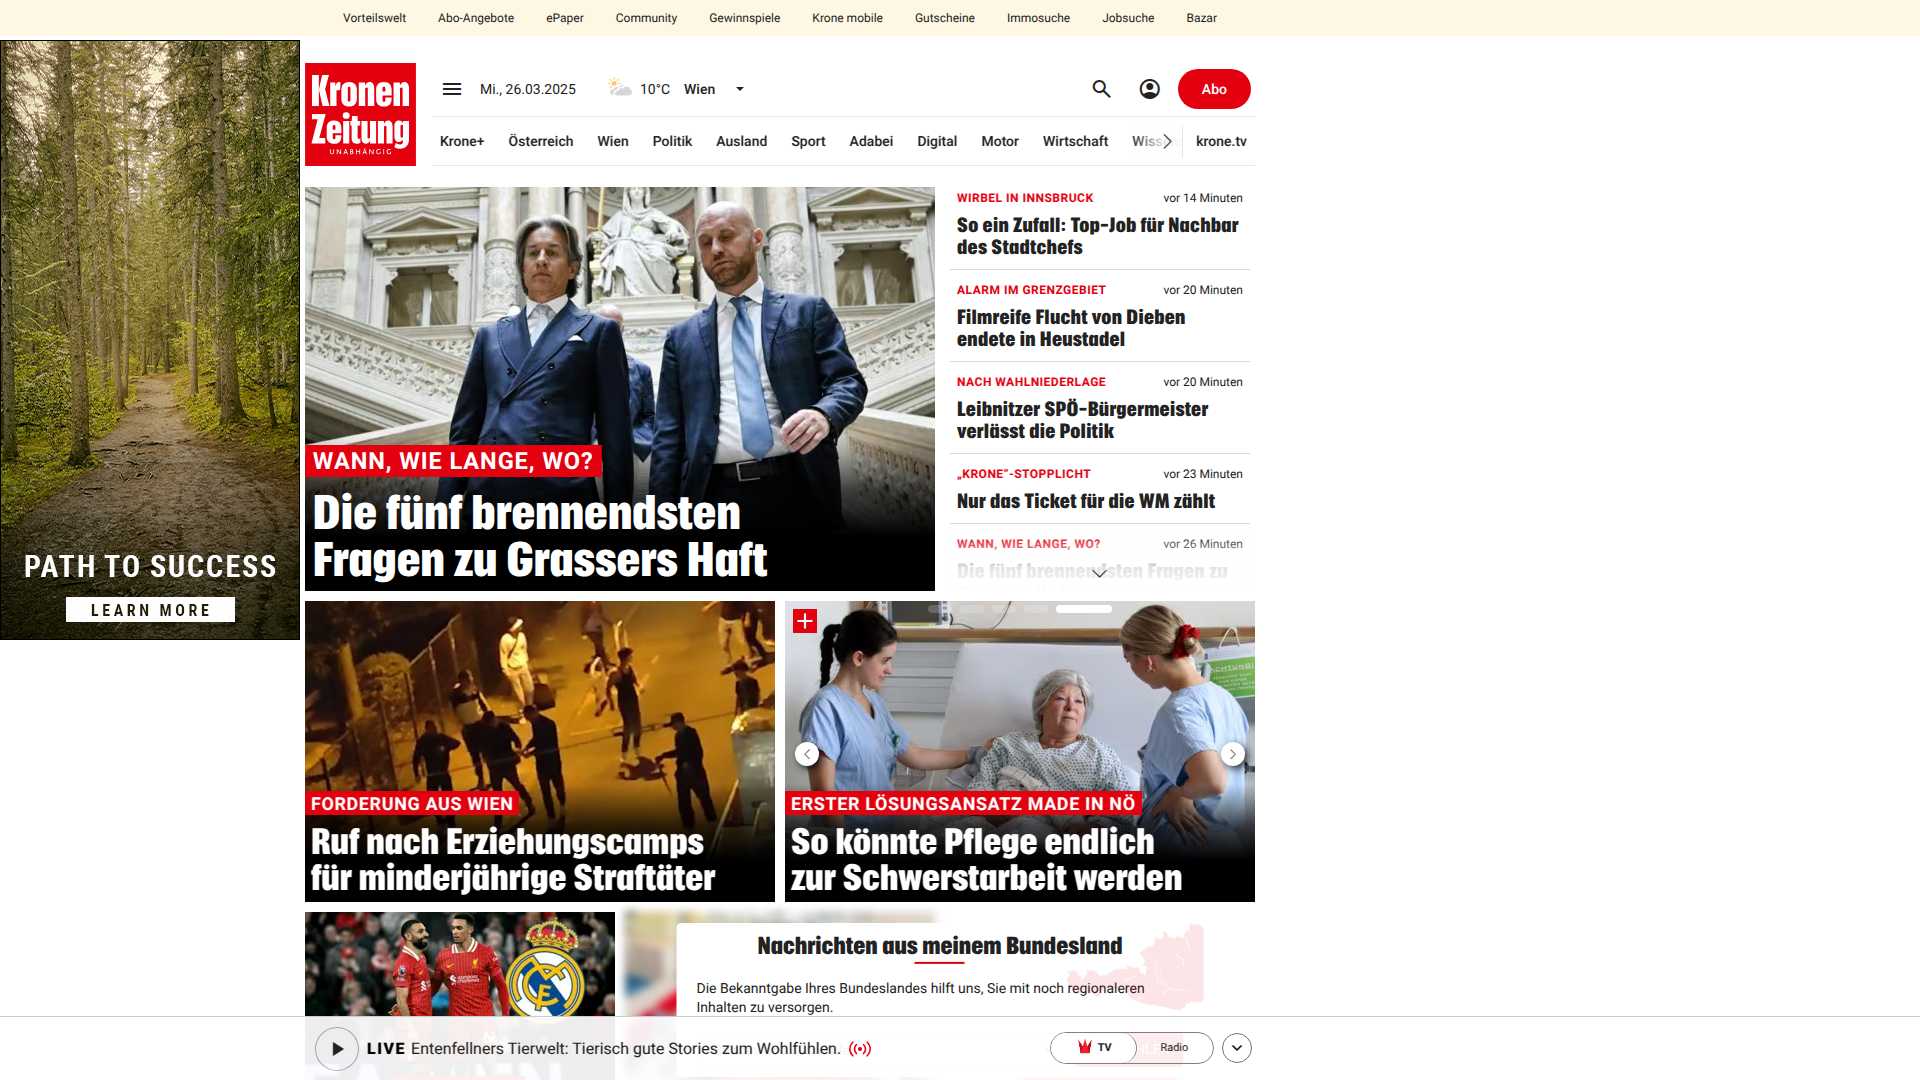 Vorteilswelt Abo-Angebote ePaper Community Gewinnspiele Krone mobile Gutscheine Immosuche Jobsuche Bazar
Kronen
Zeitung
UNABHÄNGIG
Mi., 26.03.2025 10°C Wien
Abo
Krone+ Österreich Wien Politik Ausland Sport Adabei Digital Motor Wirtschaft krone.tv
PATH TO SUCCESS
LEARN MORE
WANN, WIE LANGE, WO?
Die fünf brennendsten
Fragen zu Grassers Haft
WIRBEL IN INNSBRUCK vor 14 Minuten
So ein Zufall: Top-Job für Nachbar
des Stadtchefs
ALARM IM GRENZGEBIET vor 20 Minuten
Filmreife Flucht von Dieben
endete in Heustadel
NACH WAHLNIEDERLAGE vor 20 Minuten
Leibnitzer SPÖ-Bürgermeister
verlässt die Politik
„KRONE“-STOPPLICHT vor 23 Minuten
Nur das Ticket für die WM zählt
WANN, WIE LANGE, WO? vor 26 Minuten
Die fünf brennendsten Fragen zu
FORDERUNG AUS WIEN
Ruf nach Erziehungscamps
für minderjährige Straftäter
ERSTER LÖSUNGSANSATZ MADE IN NÖ
So könnte Pflege endlich
zur Schwerstarbeit werden
Nachrichten aus meinem Bundesland
Die Bekanntgabe Ihres Bundeslandes hilft uns, Sie mit noch regionaleren
Inhalten zu versorgen.
LIVE Entenfellners Tierwelt: Tierisch gute Stories zum Wohlfühlen.
TV Radio